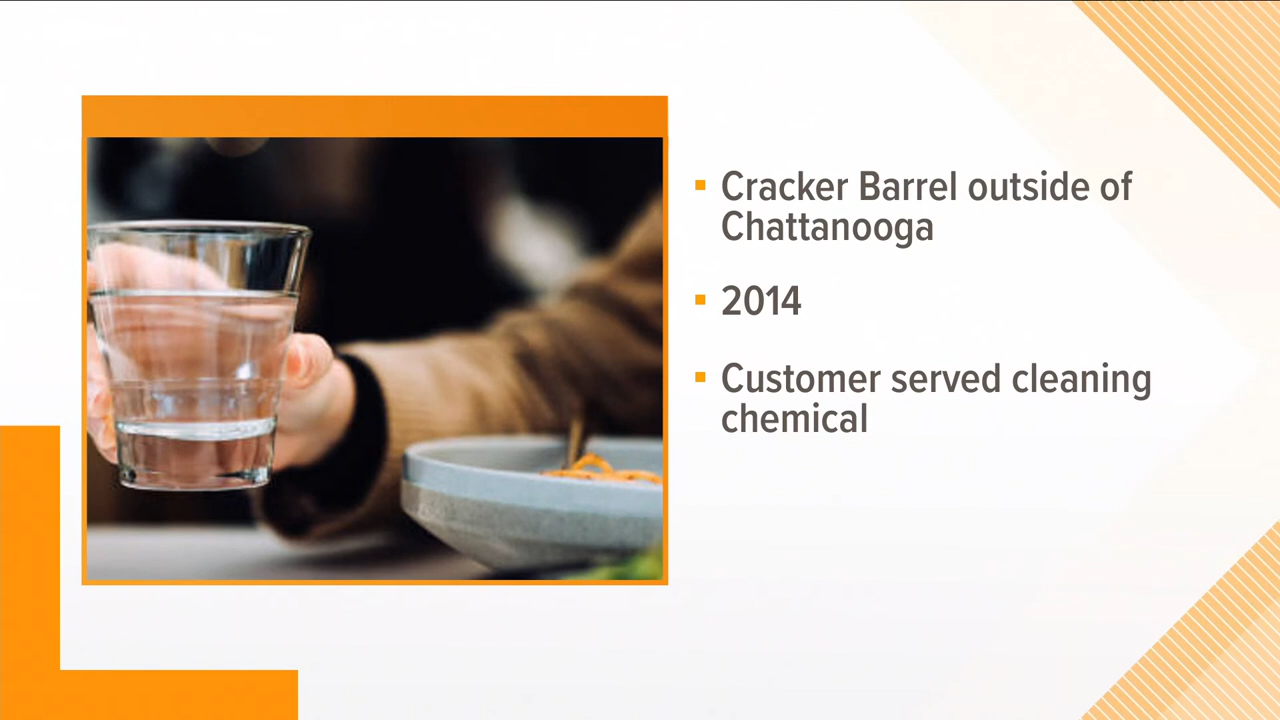 Cracker Barrel outside of
Chattanooga
2014
Customer served cleaning
chemical